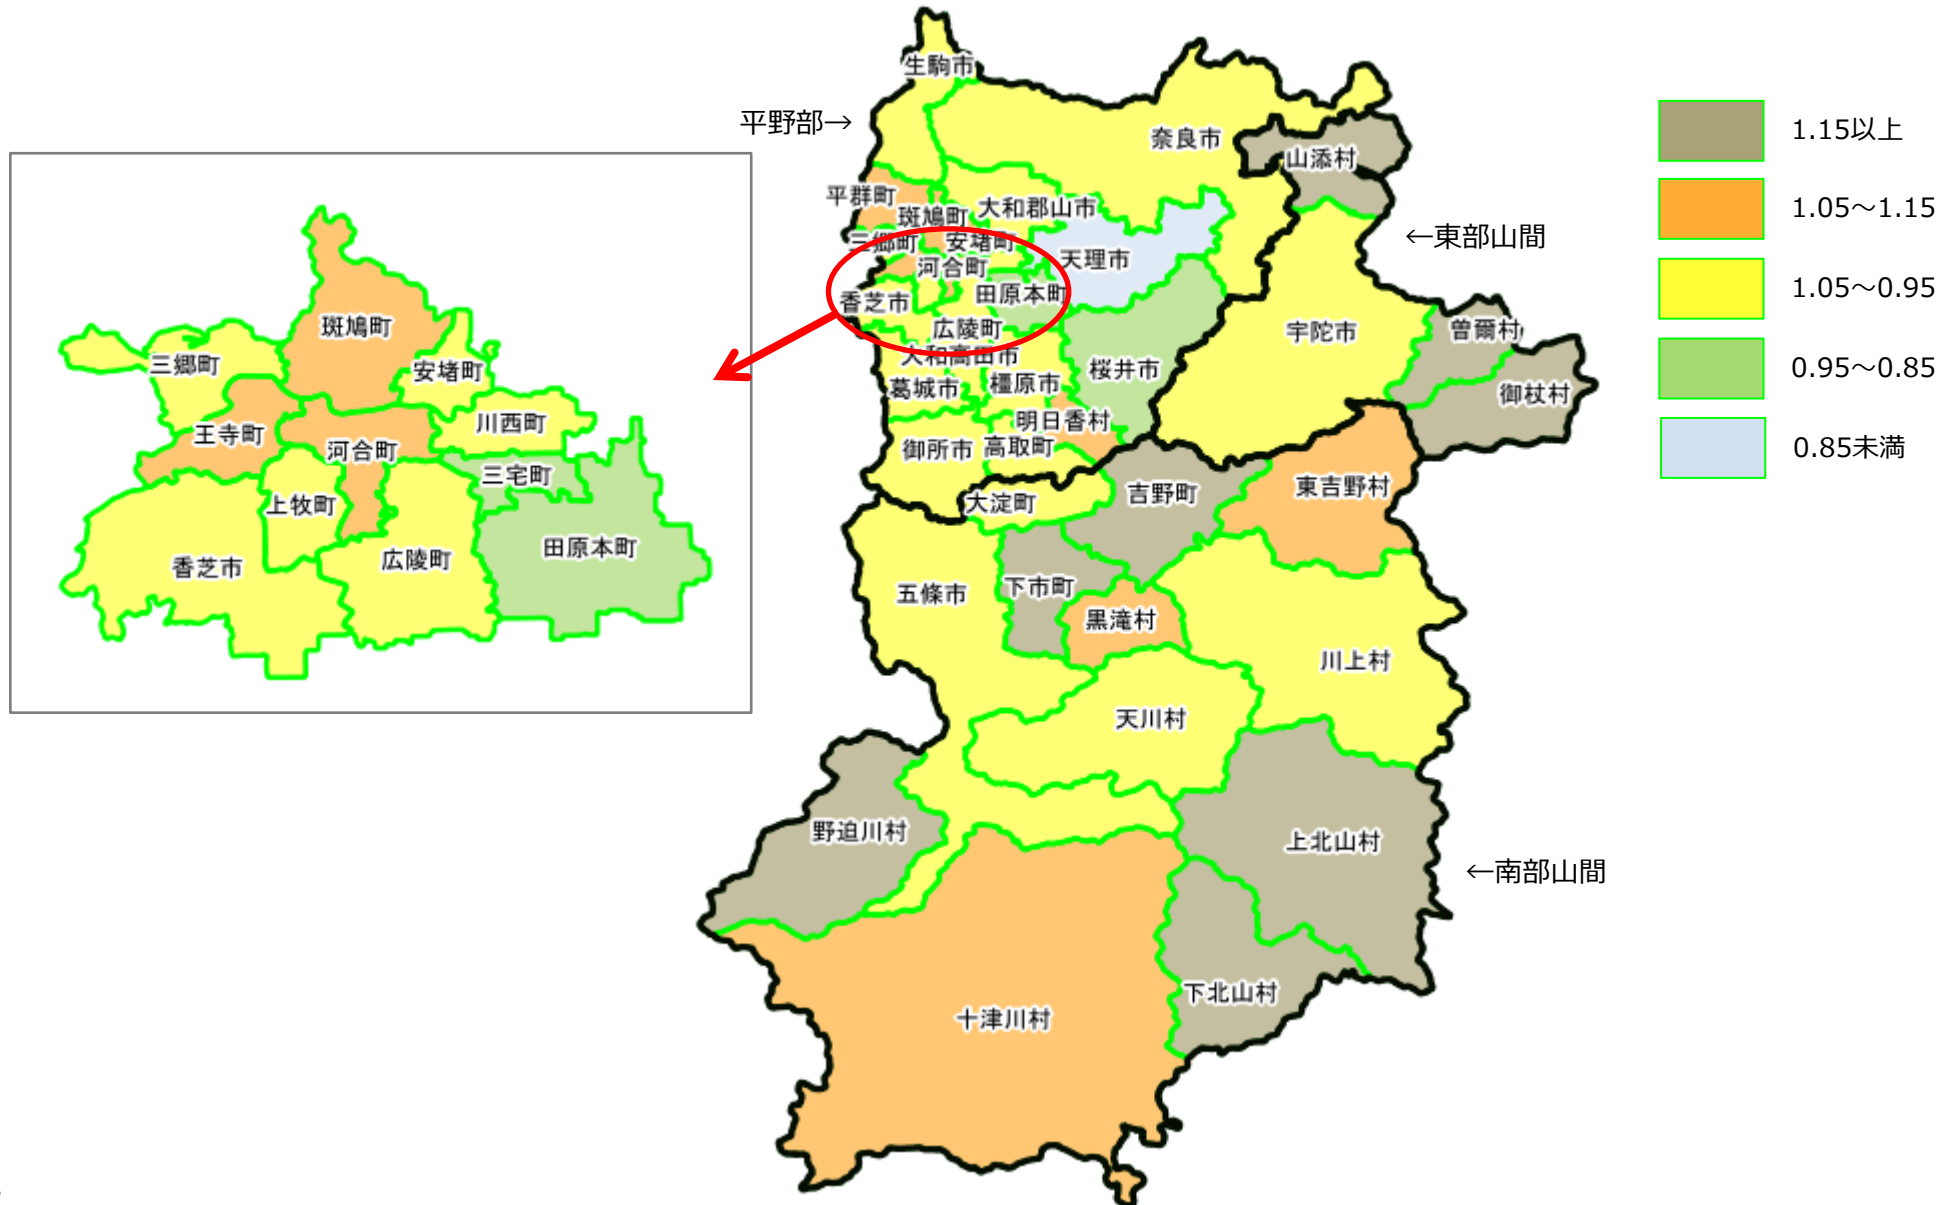 生駒市
平野部→
奈良市
山添村
平群町
斑鳩町
大和郡山市
三郷町
安堵町
←東部山間
天理市
河合町
香芝市
田原本町
広陵町
宇陀市
曽爾村
大和高田市
桜井市
葛城市
橿原市
御杖村
明日香村
御所市
高取町
吉野町
東吉野村
大淀町
五條市
下市町
黒滝村
川上村
天川村
野迫川村
上北山村
←南部山間
下北山村
十津川村
斑鳩町
三郷町
安堵町
王寺町
河合町
川西町
三宅町
上牧町
香芝市
広陵町
田原本町
1.15以上
1.05～1.15
1.05～0.95
0.95～0.85
0.85未満